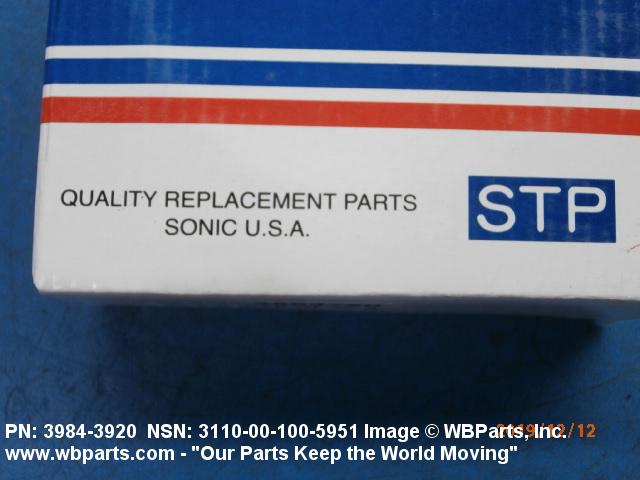 QUALITY REPLACEMENT PARTS
SONIC U.S.A.
STP
PN: 3984-3920 NSN: 3110-00-100-5951 Image © WBParts, Inc.
www.wbparts.com - "Our Parts Keep the World Moving"